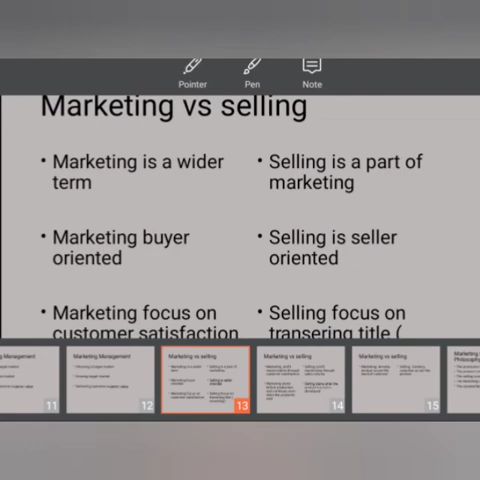 Pointer Pen Note
Marketing vs selling
• Marketing is a wider
term
• Marketing buyer
oriented
• Marketing focus on
customer satisfaction
• Selling is a part of
marketing
• Selling is seller
oriented
• Selling focus on
transering title (
Marketing Management
Marketing vs selling
Marketing vs selling
Marketing vs selling
11
12
13
14
15